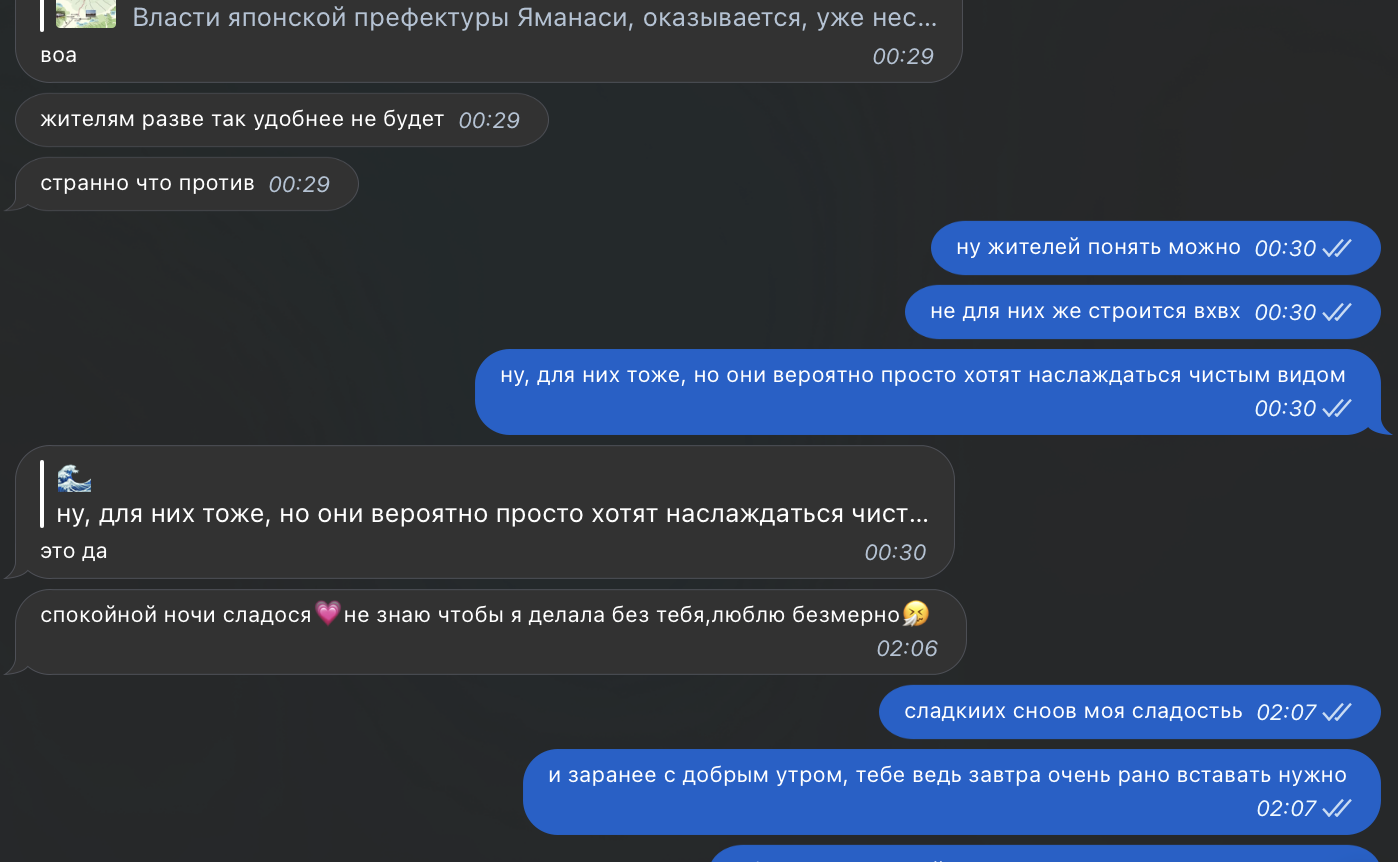 Власти японской префектуры Яманаси, оказывается, уже нес...
воа 00:29
жителям разве так удобнее не будет 00:29
странно что против 00:29
ну жителей понять можно 00:30
не для них же строится вхвх 00:30
ну, для них тоже, но они вероятно просто хотят наслаждаться чистым видом
00:30
🌊
ну, для них тоже, но они вероятно просто хотят наслаждаться чист...
это да 00:30
спокойной ночи сладося💗не знаю чтобы я делала без тебя,люблю безмерно🤧
02:06
сладкиих сноов моя сладостьь 02:07
и заранее с добрым утром, тебе ведь завтра очень рано вставать нужно
02:07